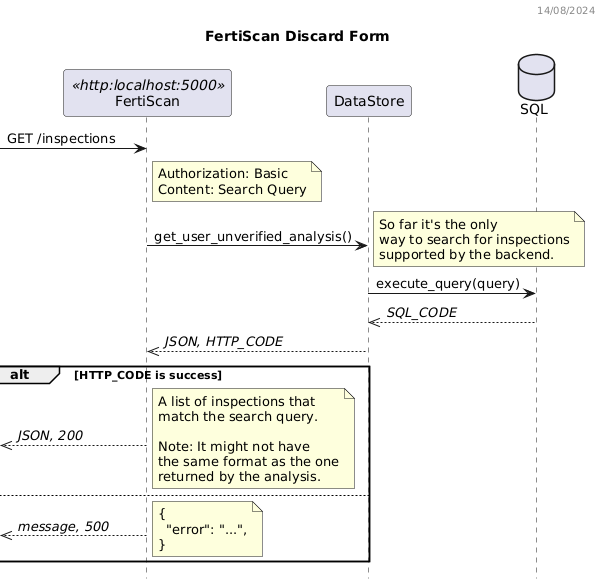 14/08/2024
FertiScan Discard Form
«http:localhost:5000»
FertiScan
DataStore
SQL
GET /inspections
Authorization: Basic
Content: Search Query
get_user_unverified_analysis()
So far it's the only
way to search for inspections
supported by the backend.
execute_query(query)
SQL_CODE
JSON, HTTP_CODE
alt
[HTTP_CODE is success]
A list of inspections that
match the search query.
Note: It might not have
the same format as the one
returned by the analysis.
JSON, 200
message, 500
{
"error": "...",
}